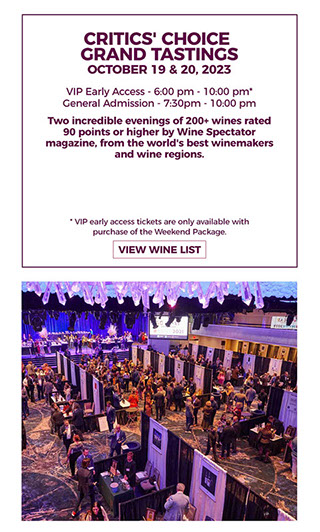 CRITICS' CHOICE
GRAND TASTINGS
OCTOBER 19 & 20, 2023
VIP Early Access - 6:00 pm - 10:00 pm*
General Admission - 7:30pm - 10:00 pm
Two incredible evenings of 200+ wines rated
90 points or higher by Wine Spectator
magazine, from the world's best winemakers
and wine regions.
* VIP early access tickets are only available with
purchase of the Weekend Package.
VIEW WINE LIST